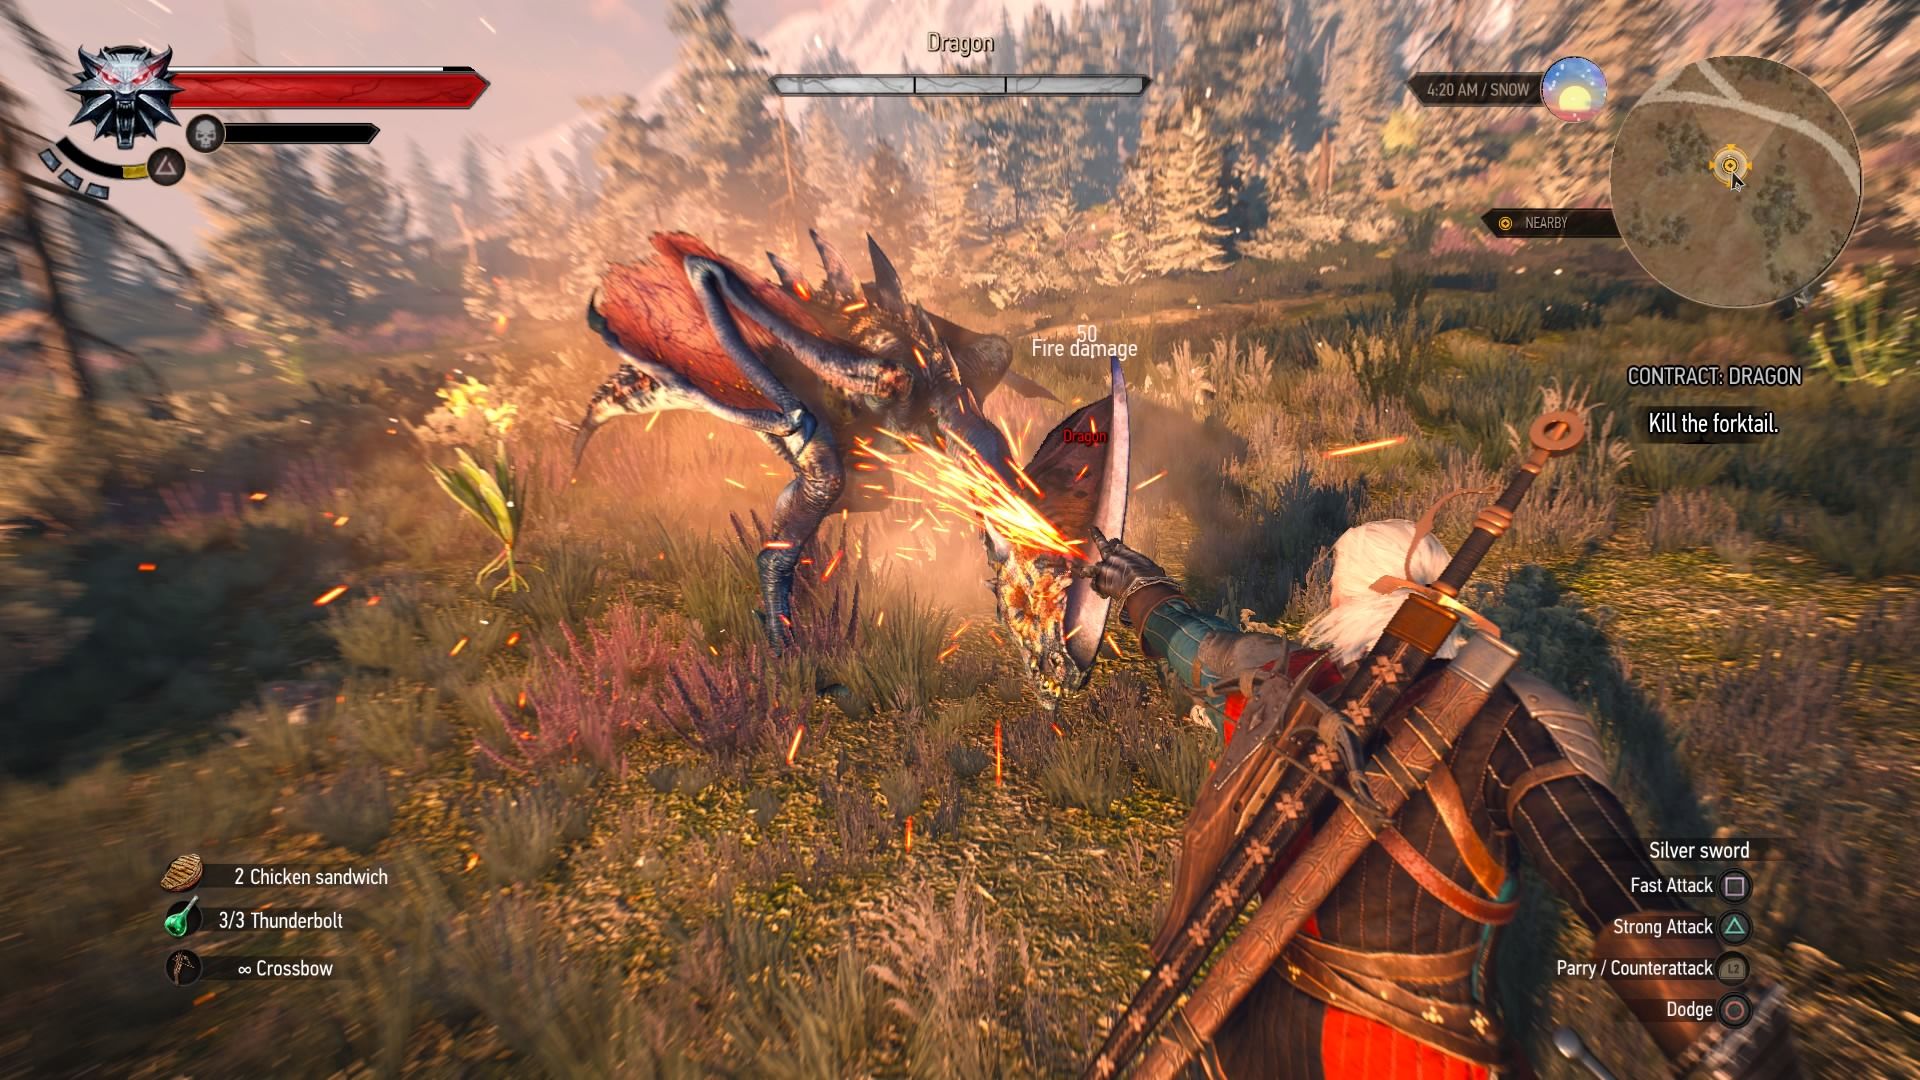 Dragon
4:20 AM / SNOW
NEARBY
N
50
Fire damage
Dragon
CONTRACT: DRAGON
Kill the forktail.
2 Chicken sandwich
3/3 Thunderbolt
∞ Crossbow
Silver sword
Fast Attack
Strong Attack
Parry / Counterattack L2
Dodge